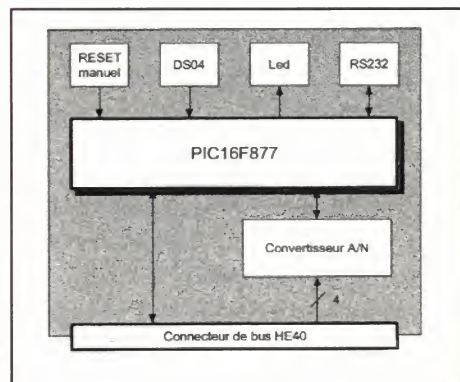 RESET
manuel
DS04
Led
RS232
PIC16F877
Convertisseur A/N
4
Connecteur de bus HE40